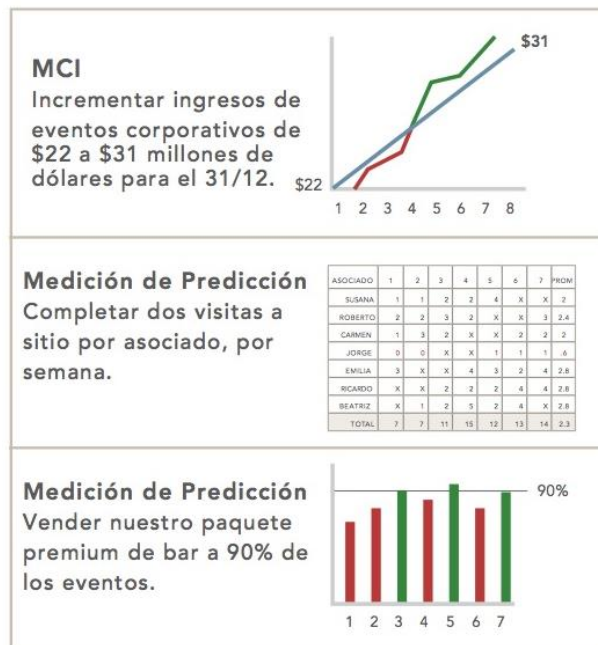 MCI
Incrementar ingresos de
eventos corporativos de
$22 a $31 millones de
dólares para el 31/12.
$31
$22
1 2 3 4 5 6 7 8
Medición de Predicción
Completar dos visitas a
sitio por asociado, por
semana.
ASOCIADO 1 2 3 4 5 6 7 PROM
SUSANA 1 1 2 2 4 X X 2
ROBERTO 2 2 3 2 X X 3 2.4
CARMEN 1 3 2 X X 2 2 2
JORGE 0 0 X X 1 1 1 .6
EMILIA 3 X X 4 3 2 4 2.8
RICARDO X X 2 2 2 4 4 2.8
BEATRIZ X 1 2 5 2 4 X 2.8
TOTAL 7 7 11 15 12 13 14 2.3
Medición de Predicción
Vender nuestro paquete
premium de bar a 90% de
los eventos.
90%
1 2 3 4 5 6 7